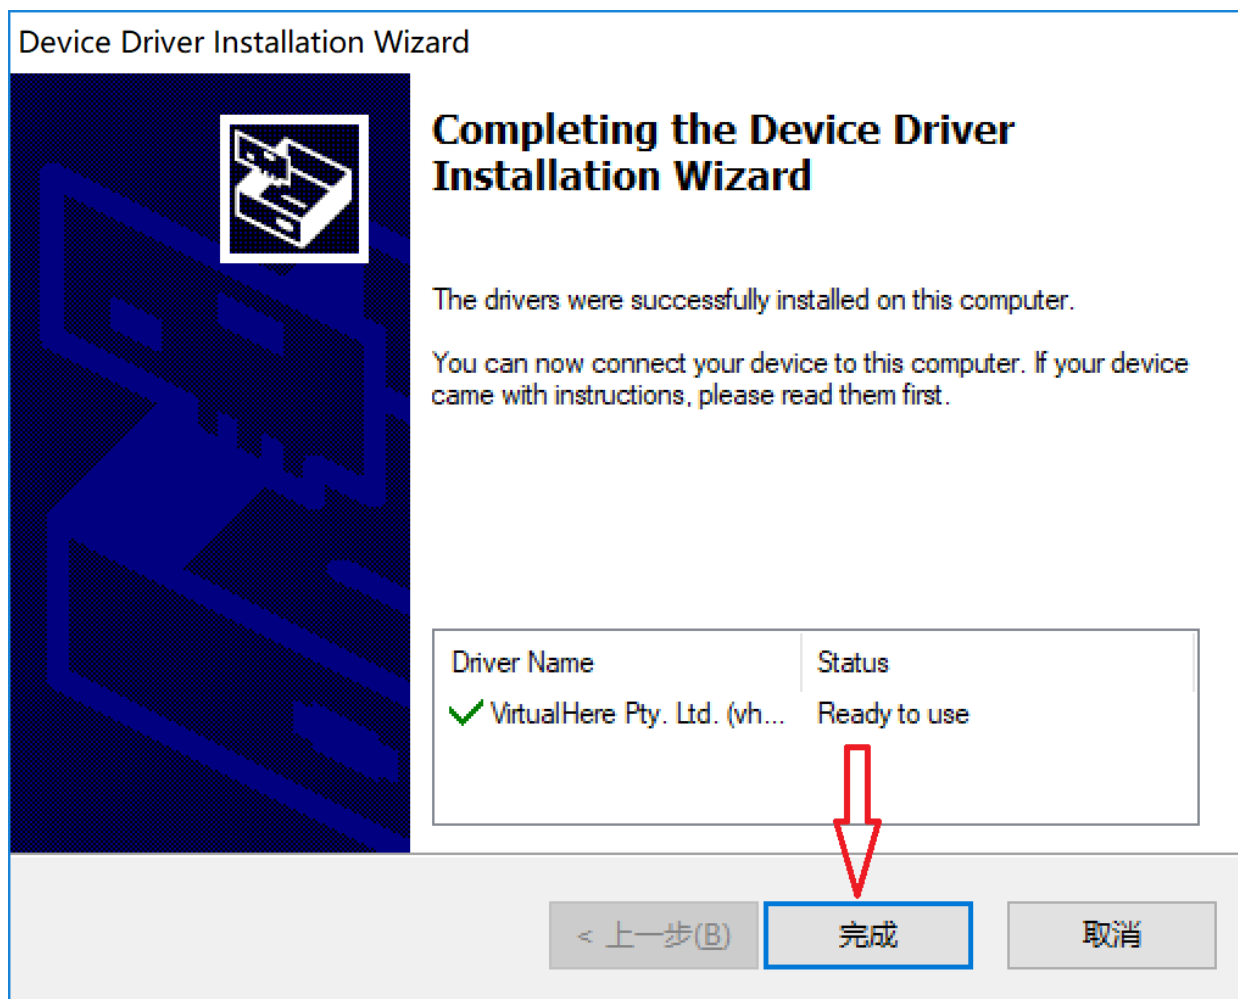 Device Driver Installation Wizard
Completing the Device Driver
Installation Wizard
The drivers were successfully installed on this computer.
You can now connect your device to this computer. If your device
came with instructions, please read them first.
Driver Name Status
VirtualHere Pty. Ltd. (vh... Ready to use
< 上一步(B) 完成 取消